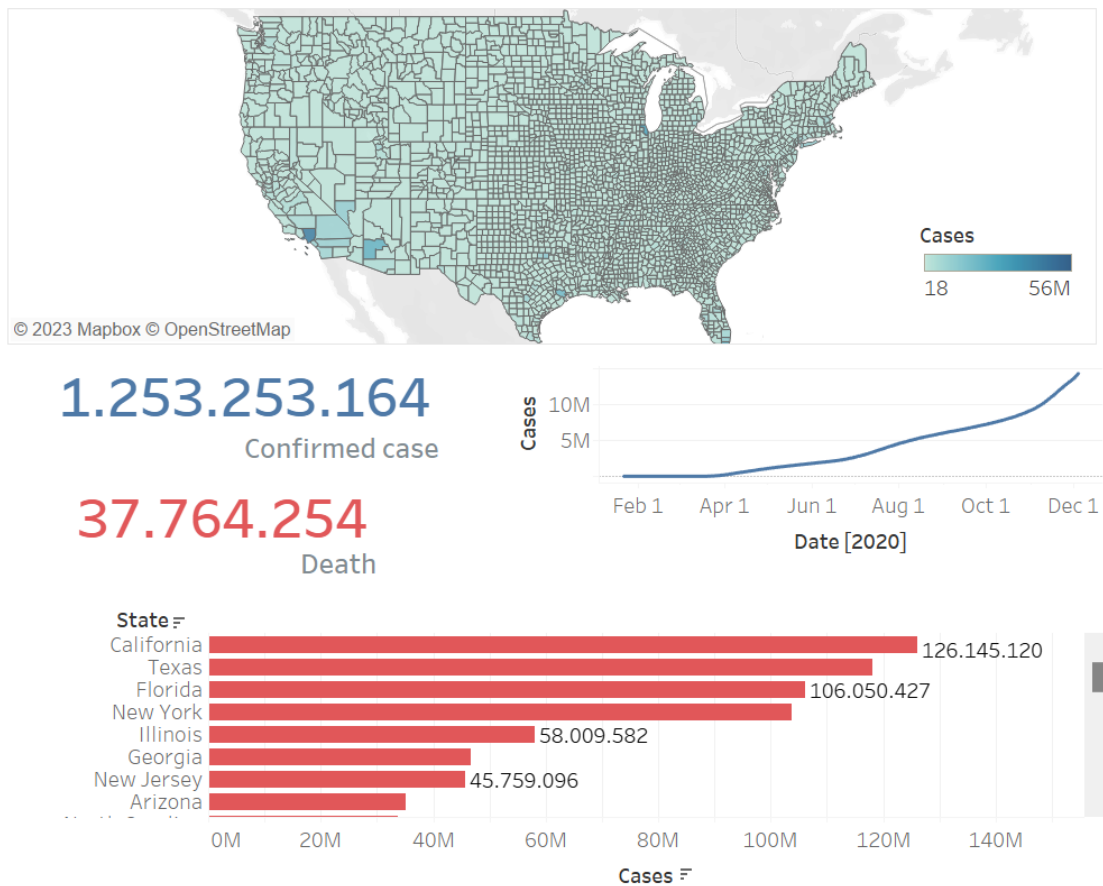 Cases
18 56M
© 2023 Mapbox © OpenStreetMap
1.253.253.164
Confirmed case
37.764.254
Death
Cases
10M
5M
Feb 1 Apr 1 Jun 1 Aug 1 Oct 1 Dec 1
Date [2020]
State
California 126.145.120
Texas
Florida 106.050.427
New York
Illinois 58.009.582
Georgia
New Jersey 45.759.096
Arizona
0M 20M 40M 60M 80M 100M 120M 140M
Cases